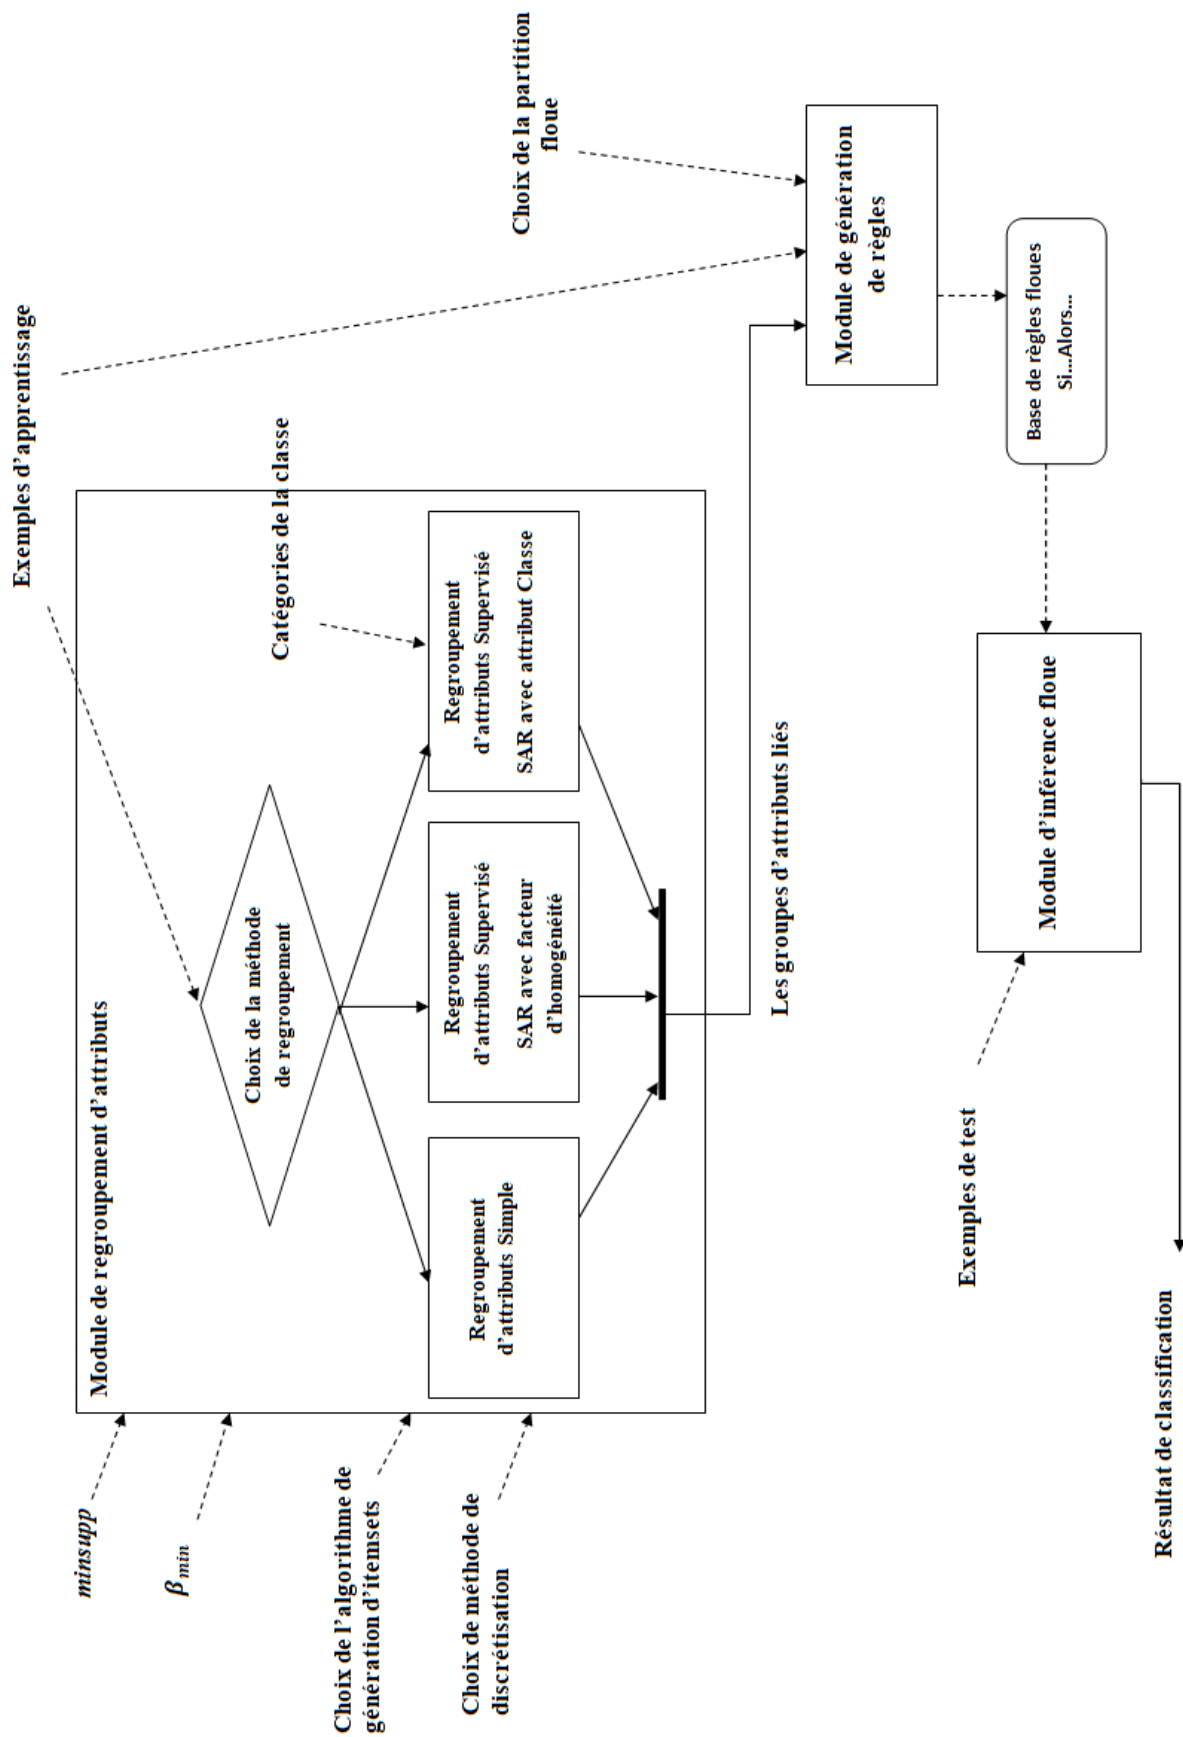 Exemples d'apprentissage
minsupp
Module de regroupement d'attributs
β min
Choix de la méthode
de regroupement
Catégories de la classe
Choix de l'algorithme de
génération d'itemsets
Choix de méthode de
discrétisation
Regroupement
d'attributs Simple
Regroupement
d'attributs Supervisé
SAR avec facteur
d'homogénéité
Regroupement
d'attributs Supervisé
SAR avec attribut Classe
Choix de la partition
floue
Les groupes d'attributs liés
Module de génération
de règles
Exemples de test
Module d'inférence floue
Base de règles floues
Si...Alors...
Résultat de classification